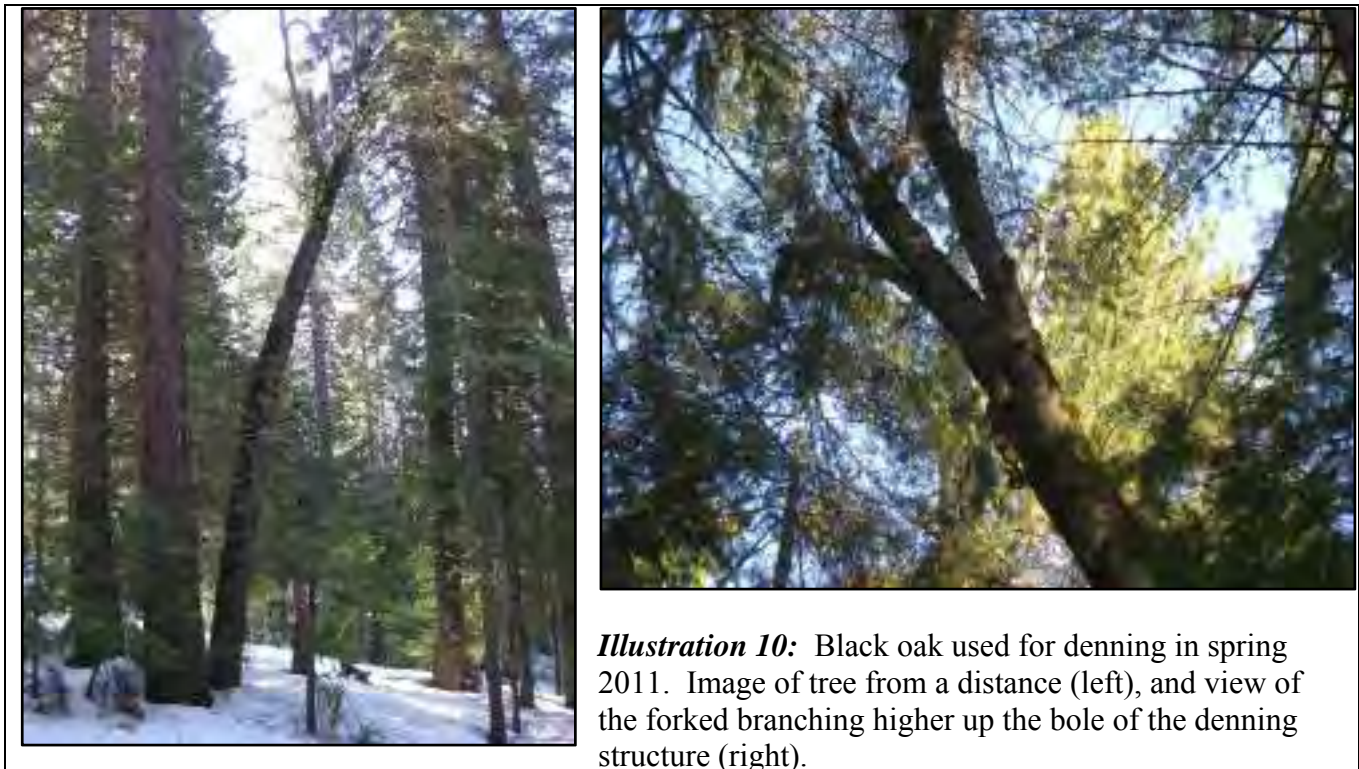 Illustration 10: Black oak used for denning in spring
2011. Image of tree from a distance (left), and view of
the forked branching higher up the bole of the denning
structure (right).